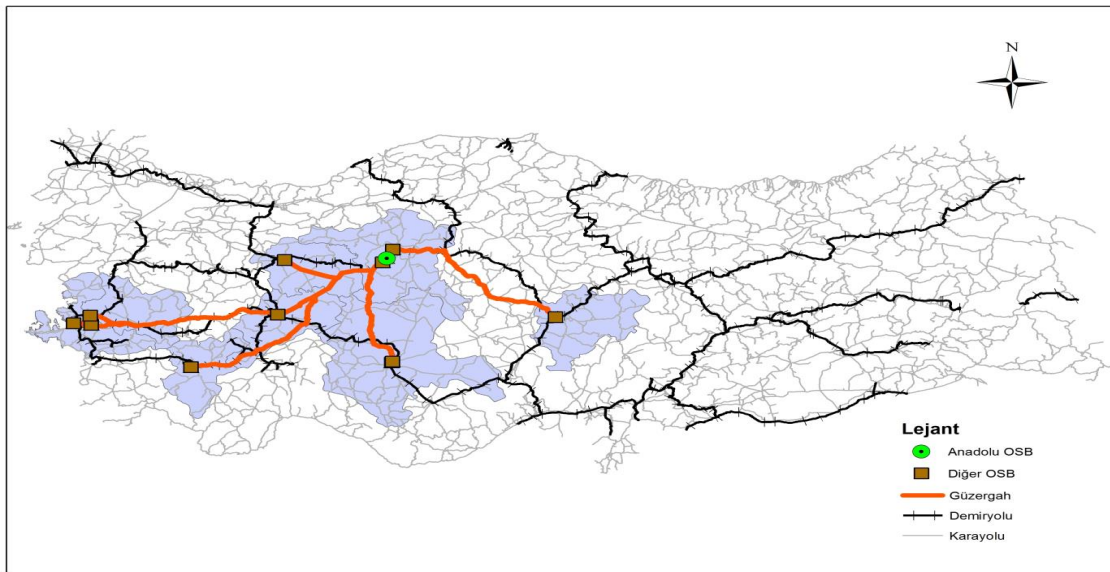 N
Lejant
Anadolu OSB
Diğer OSB
Güzergah
Demiryolu
Karayolu